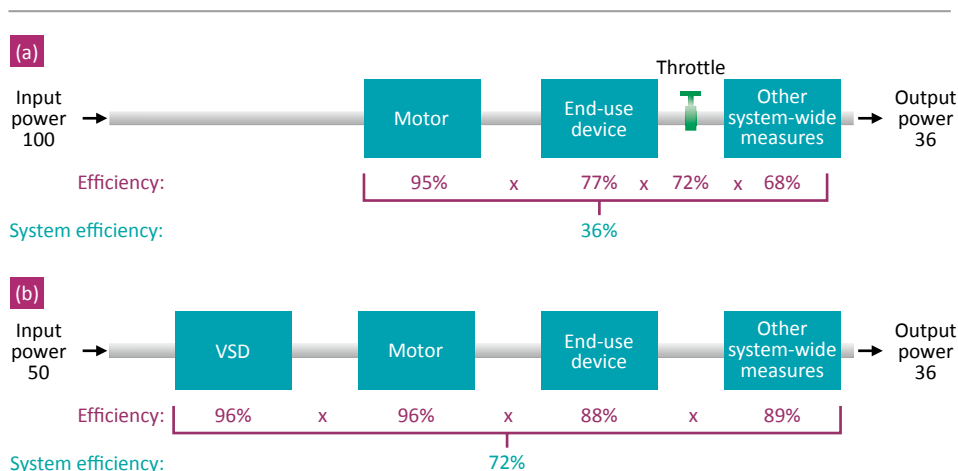 (a)
Throttle
Input
power
100
Motor
End-use
device
Other
system-wide
measures
Output
power
36
Efficiency:
95% x 77% x 72% x 68%
System efficiency:
36%
(b)
Input
power
50
VSD
Motor
End-use
device
Other
system-wide
measures
Output
power
36
Efficiency:
96% x 96% x 88% x 89%
System efficiency:
72%